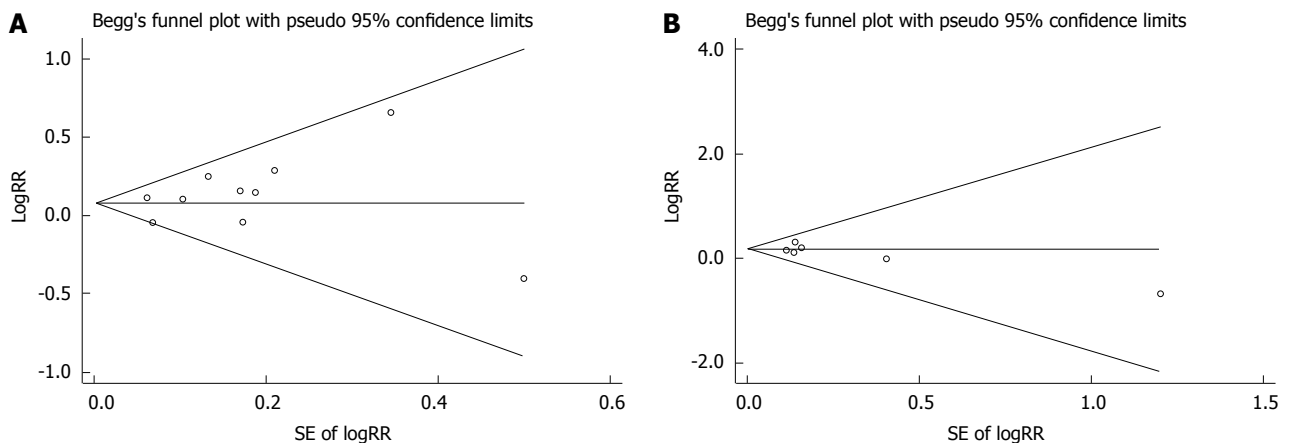 A
Begg's funnel plot with pseudo 95% confidence limits
1.0
0.5
0.0
-0.5
-1.0
LogRR
0.0 0.2 0.4 0.6
SE of logRR
B
Begg's funnel plot with pseudo 95% confidence limits
4.0
2.0
0.0
-2.0
LogRR
0.0 0.5 1.0 1.5
SE of logRR